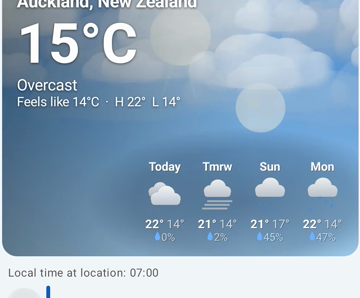 Auckland, New Zealand
15°C
Overcast
Feels like 14°C · H 22° L 14°
Today Tmrw Sun Mon
22° 14° 21° 14° 21° 17° 22° 14°
0% 2% 45% 47%
Local time at location: 07:00